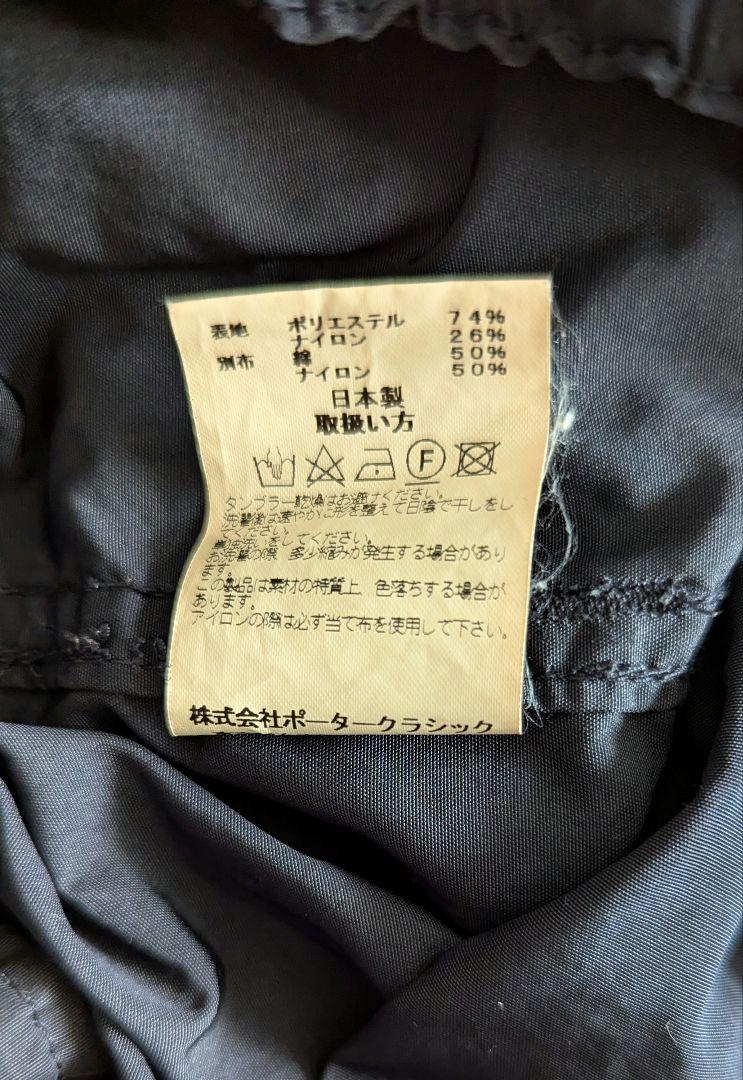 表地 ポリエステル 74%
ナイロン 26%
別布 綿 50%
ナイロン 50%
日本製
取扱い方
F
タンブラー乾燥はお避けください。
洗濯後は速やかに形を整えて日陰で干しをし
てください。
してください。
お洗濯の際 多少縮みが発生する場合があり
ます。
この製品は素材の特質上、色落ちする場合が
あります。
アイロンの際は必ず当て布を使用して下さい。
株式会社ポータークラシック